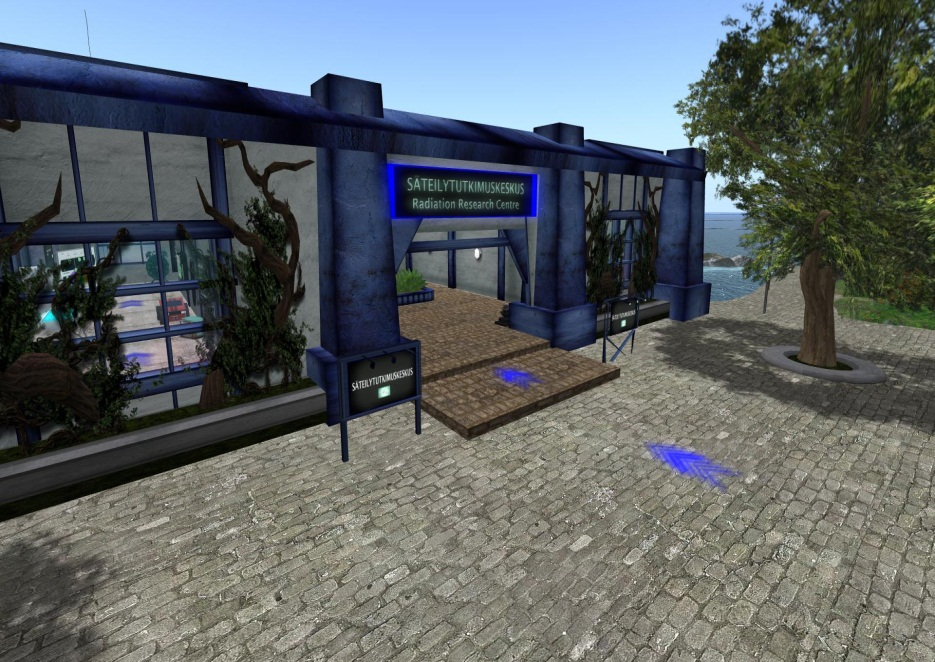 SÄTEILYTUTKIMUSKESKUS
Radiation Research Centre
SÄTEILYTUTKIMUSKESKUS